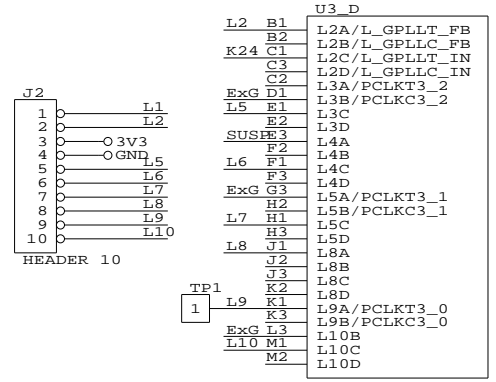 U3_D
L2 B1 L2A/L_GPLLT_FB
B2 L2B/L_GPLLC_FB
K24 C1 L2C/L_GPLLT_IN
C3 L2D/L_GPLLC_IN
C2 L3A/PCLKT3_2
ExG D1 L3B/PCLKC3_2
L5 E1 L3C
E2 L3D
SUSP E3 L4A
F2 L4B
L6 F1 L4C
F3 L4D
ExG G3 L5A/PCLKT3_1
H2 L5B/PCLKC3_1
L7 H1 L5C
H3 L5D
L8 J1 L8A
J2 L8B
J3 L8C
K2 L8D
L9 K1 L9A/PCLKT3_0
K3 L9B/PCLKC3_0
ExG L3 L10B
L10 M1 L10C
M2 L10D
J2
1 L1
2 L2
3 3V3
4 GND
5 L5
6 L6
7 L7
8 L8
9 L9
10 L10
HEADER 10
TP1
1